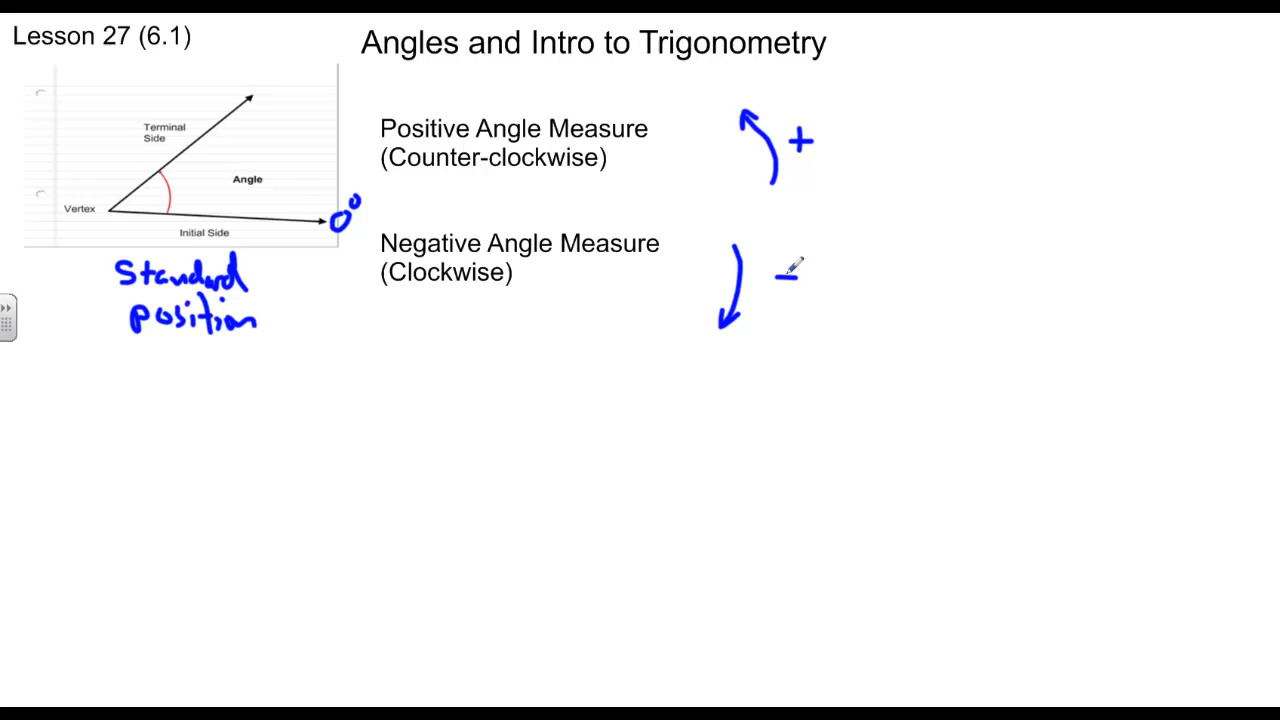 Lesson 27 (6.1)
Angles and Intro to Trigonometry
Terminal
Side
Angle
Vertex
Initial Side
0°
Standard
position
Positive Angle Measure
(Counter-clockwise)
+
Negative Angle Measure
(Clockwise)
-